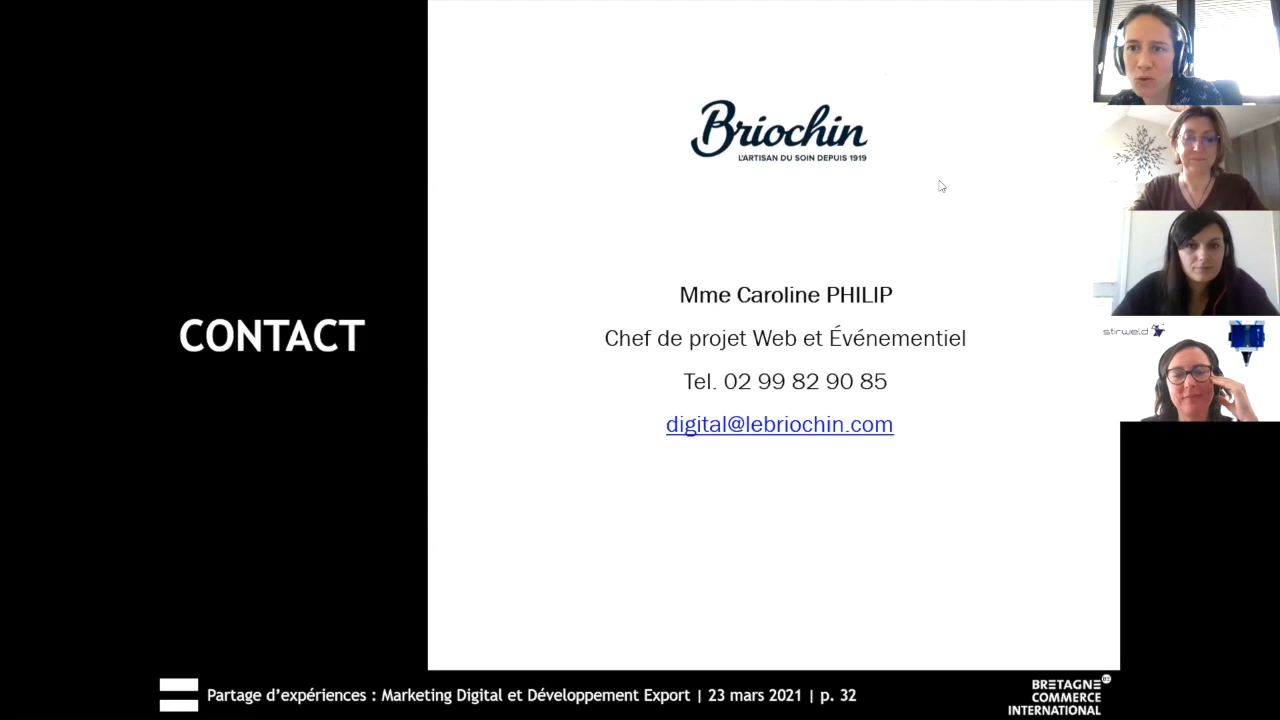 Briochin
L'ARTISAN DU SOIN DEPUIS 1919
CONTACT
Mme Caroline PHILIP
Chef de projet Web et Événementiel
Tel. 02 99 82 90 85
digital@lebriochin.com
stirweld
Partage d'expériences : Marketing Digital et Développement Export | 23 mars 2021 | p. 32
BRETAGNE
COMMERCE
INTERNATIONAL